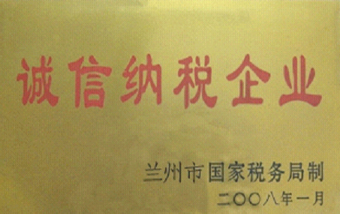 诚信纳税企业
兰州市国家税务局制
二〇〇八年一月